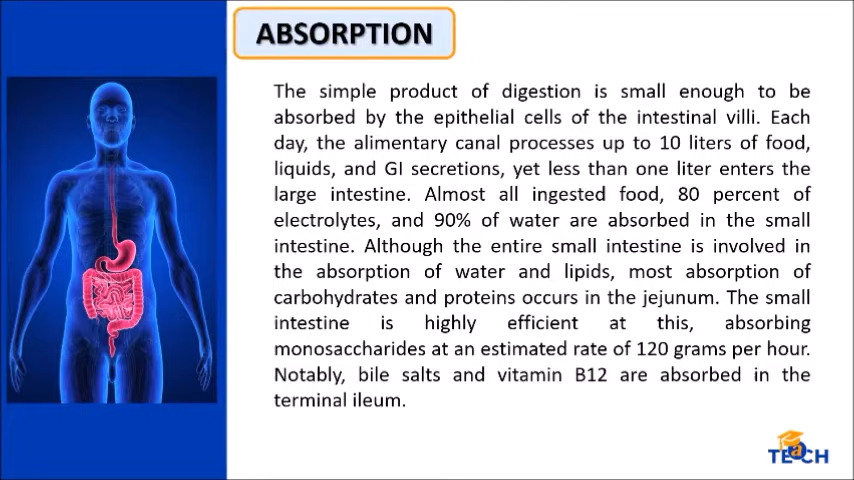 ABSORPTION
The simple product of digestion is small enough to be
absorbed by the epithelial cells of the intestinal villi. Each
day, the alimentary canal processes up to 10 liters of food,
liquids, and GI secretions, yet less than one liter enters the
large intestine. Almost all ingested food, 80 percent of
electrolytes, and 90% of water are absorbed in the small
intestine. Although the entire small intestine is involved in
the absorption of water and lipids, most absorption of
carbohydrates and proteins occurs in the jejunum. The small
intestine is highly efficient at this, absorbing
monosaccharides at an estimated rate of 120 grams per hour.
Notably, bile salts and vitamin B12 are absorbed in the
terminal ileum.
TEaCH